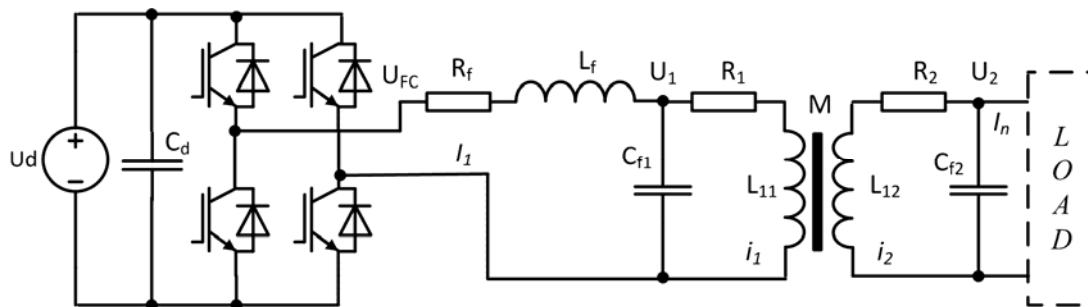 Ud
+
−
C_d
U_FC
R_f
L_f
U_1
R_1
M
R_2
U_2
I_1
C_f1
L_11
L_12
C_f2
I_n
i_1
i_2
L
O
A
D